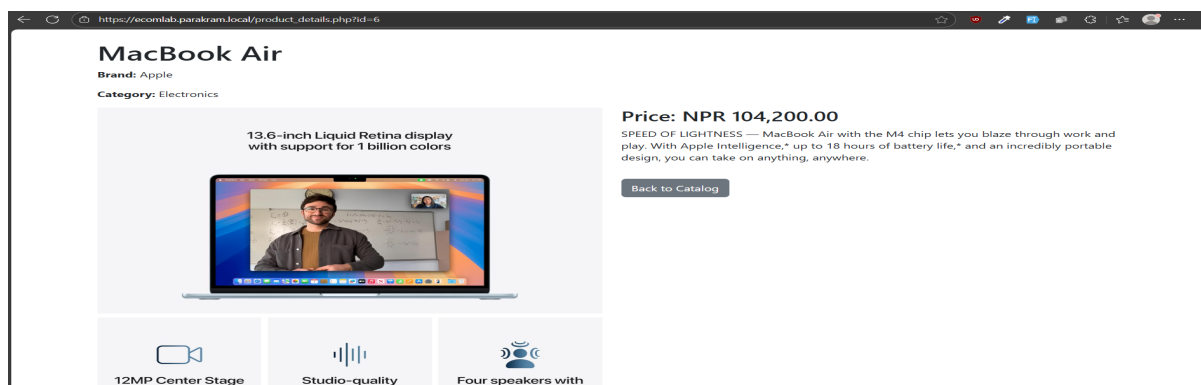 https://ecomlab.parakram.local/product_details.php?id=6
MacBook Air
Brand: Apple
Category: Electronics
13.6-inch Liquid Retina display
with support for 1 billion colors
12MP Center Stage
Studio-quality
Four speakers with
Price: NPR 104,200.00
SPEED OF LIGHTNESS — MacBook Air with the M4 chip lets you blaze through work and
play. With Apple Intelligence,* up to 18 hours of battery life,* and an incredibly portable
design, you can take on anything, anywhere.
Back to Catalog